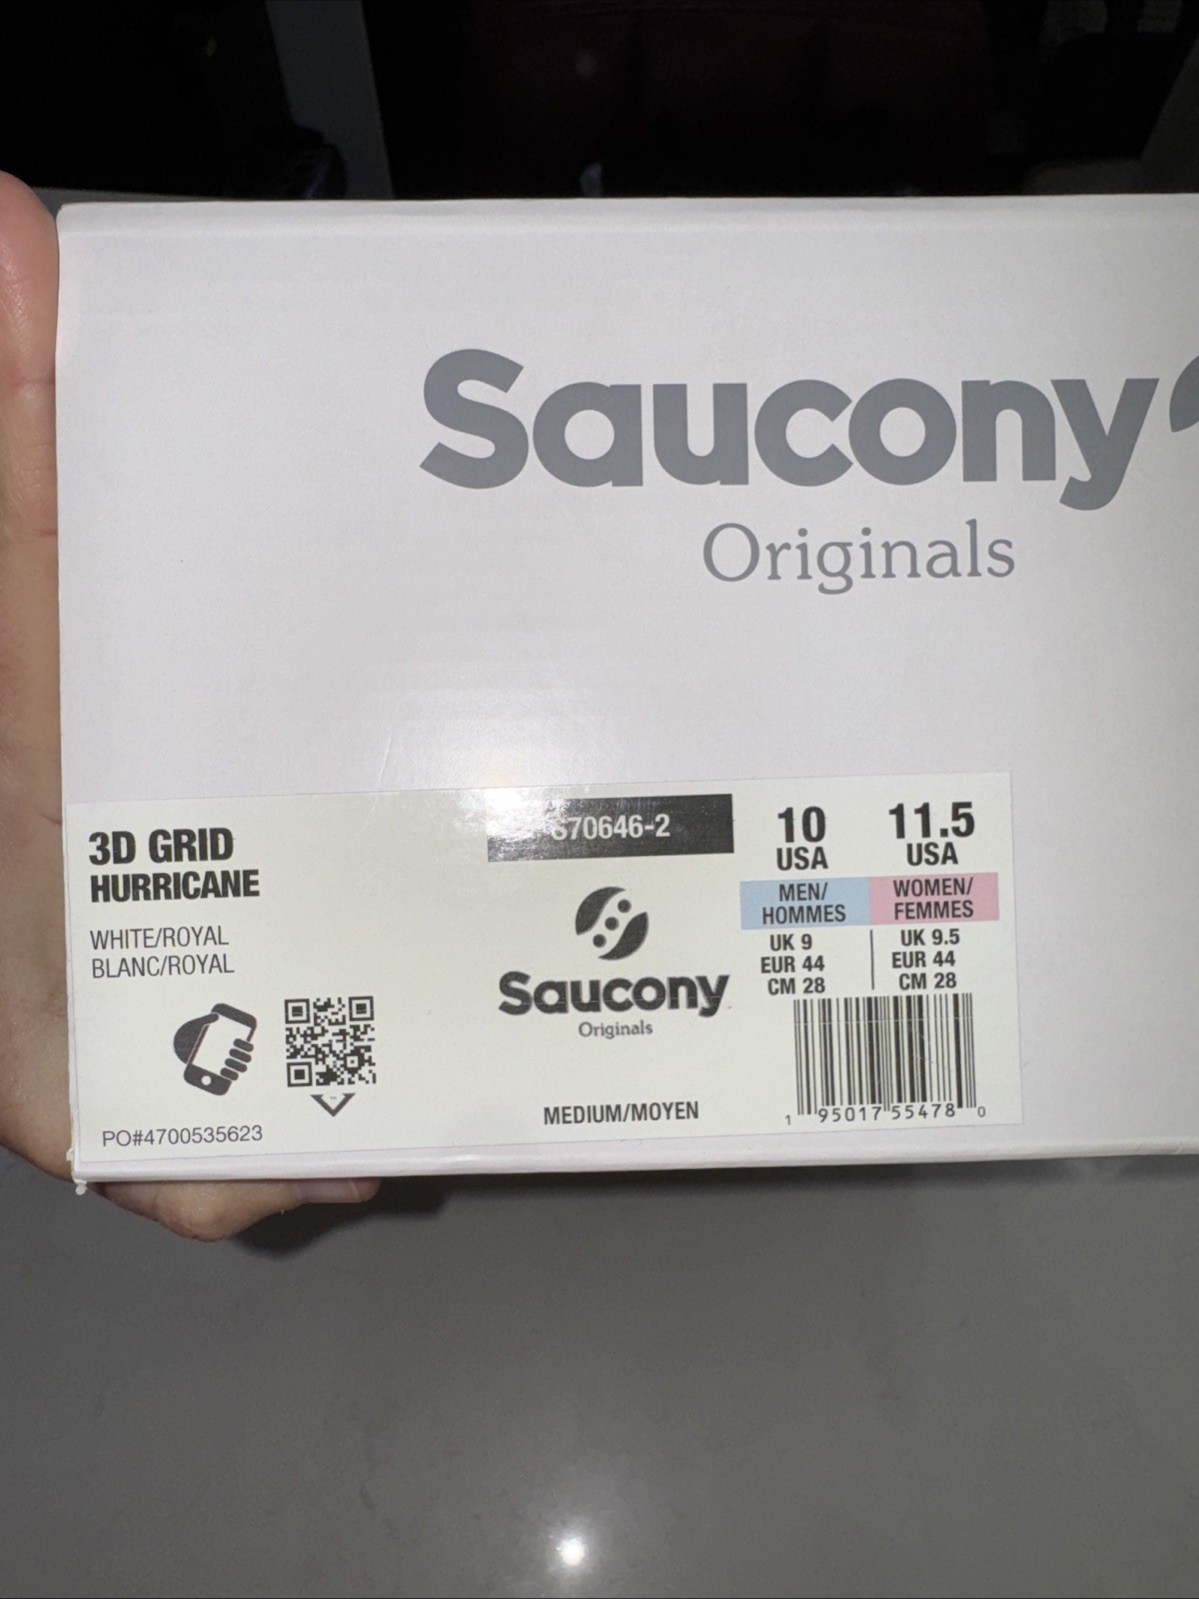 Saucony
Originals
3D GRID
HURRICANE
WHITE/ROYAL
BLANC/ROYAL
PO#4700535623
S70646-2
Saucony
Originals
MEDIUM/MOYEN
10
USA
MEN/
HOMMES
UK 9
EUR 44
CM 28
11.5
USA
WOMEN/
FEMMES
UK 9.5
EUR 44
CM 28
1 95017 55478 0